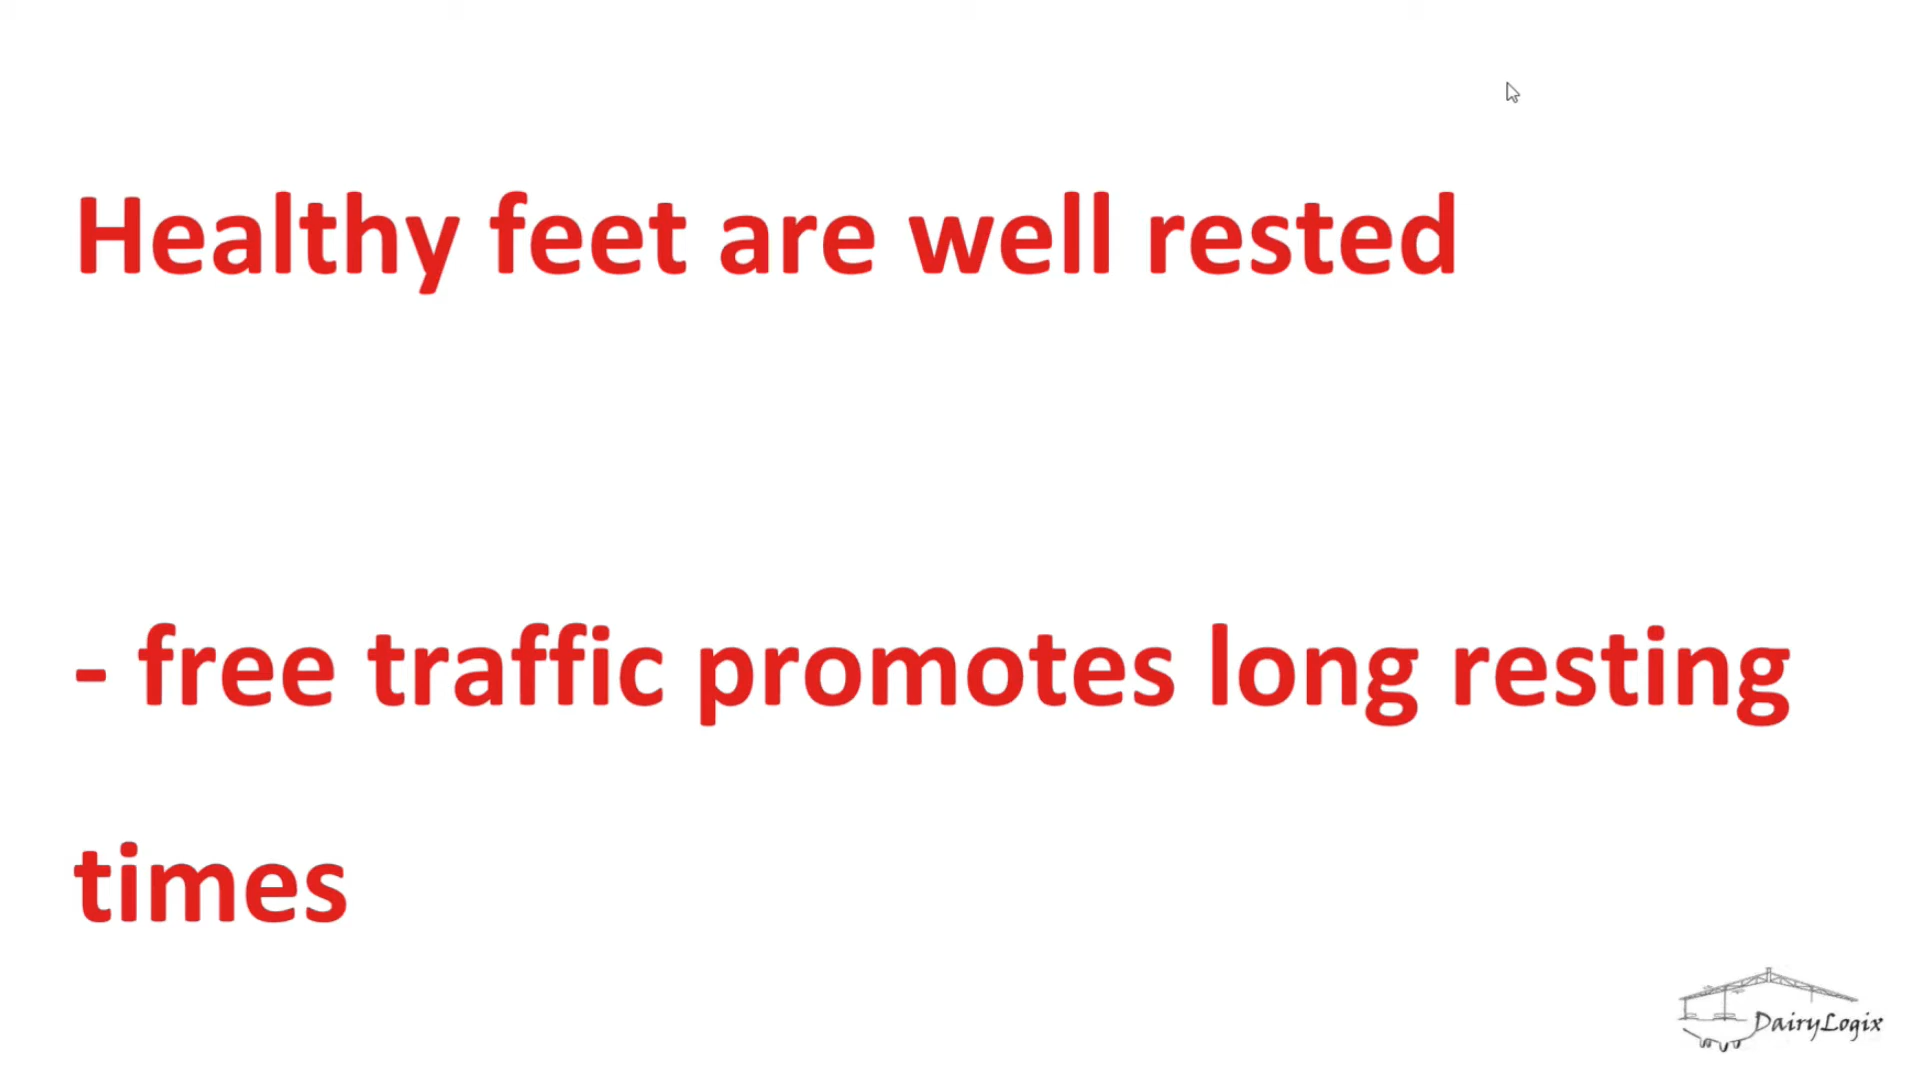 Healthy feet are well rested
- free traffic promotes long resting
times
DairyLogix